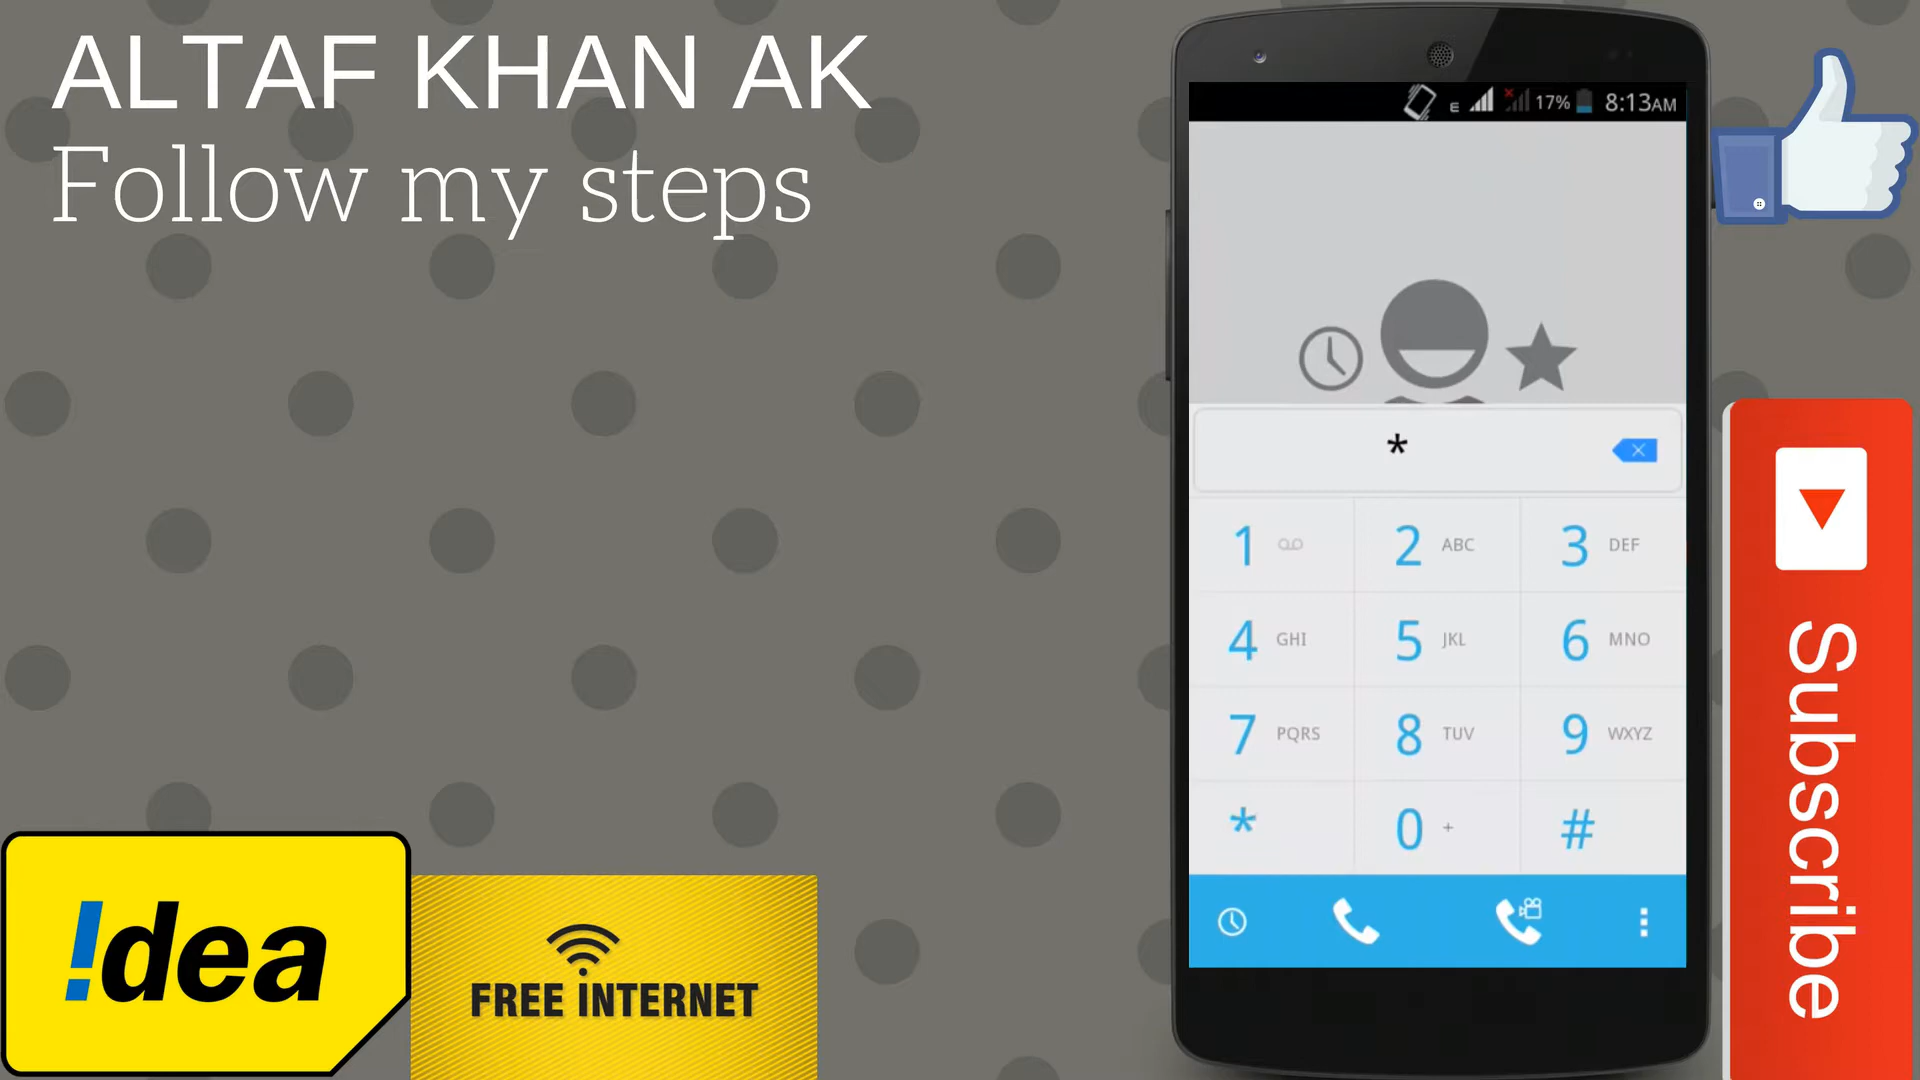 ALTAF KHAN AK
Follow my steps
E 17% 8:13AM
*
1
2 ABC
3 DEF
4 GHI
5 JKL
6 MNO
7 PQRS
8 TUV
9 WXYZ
*
0 +
#
Subscribe
!dea
FREE INTERNET